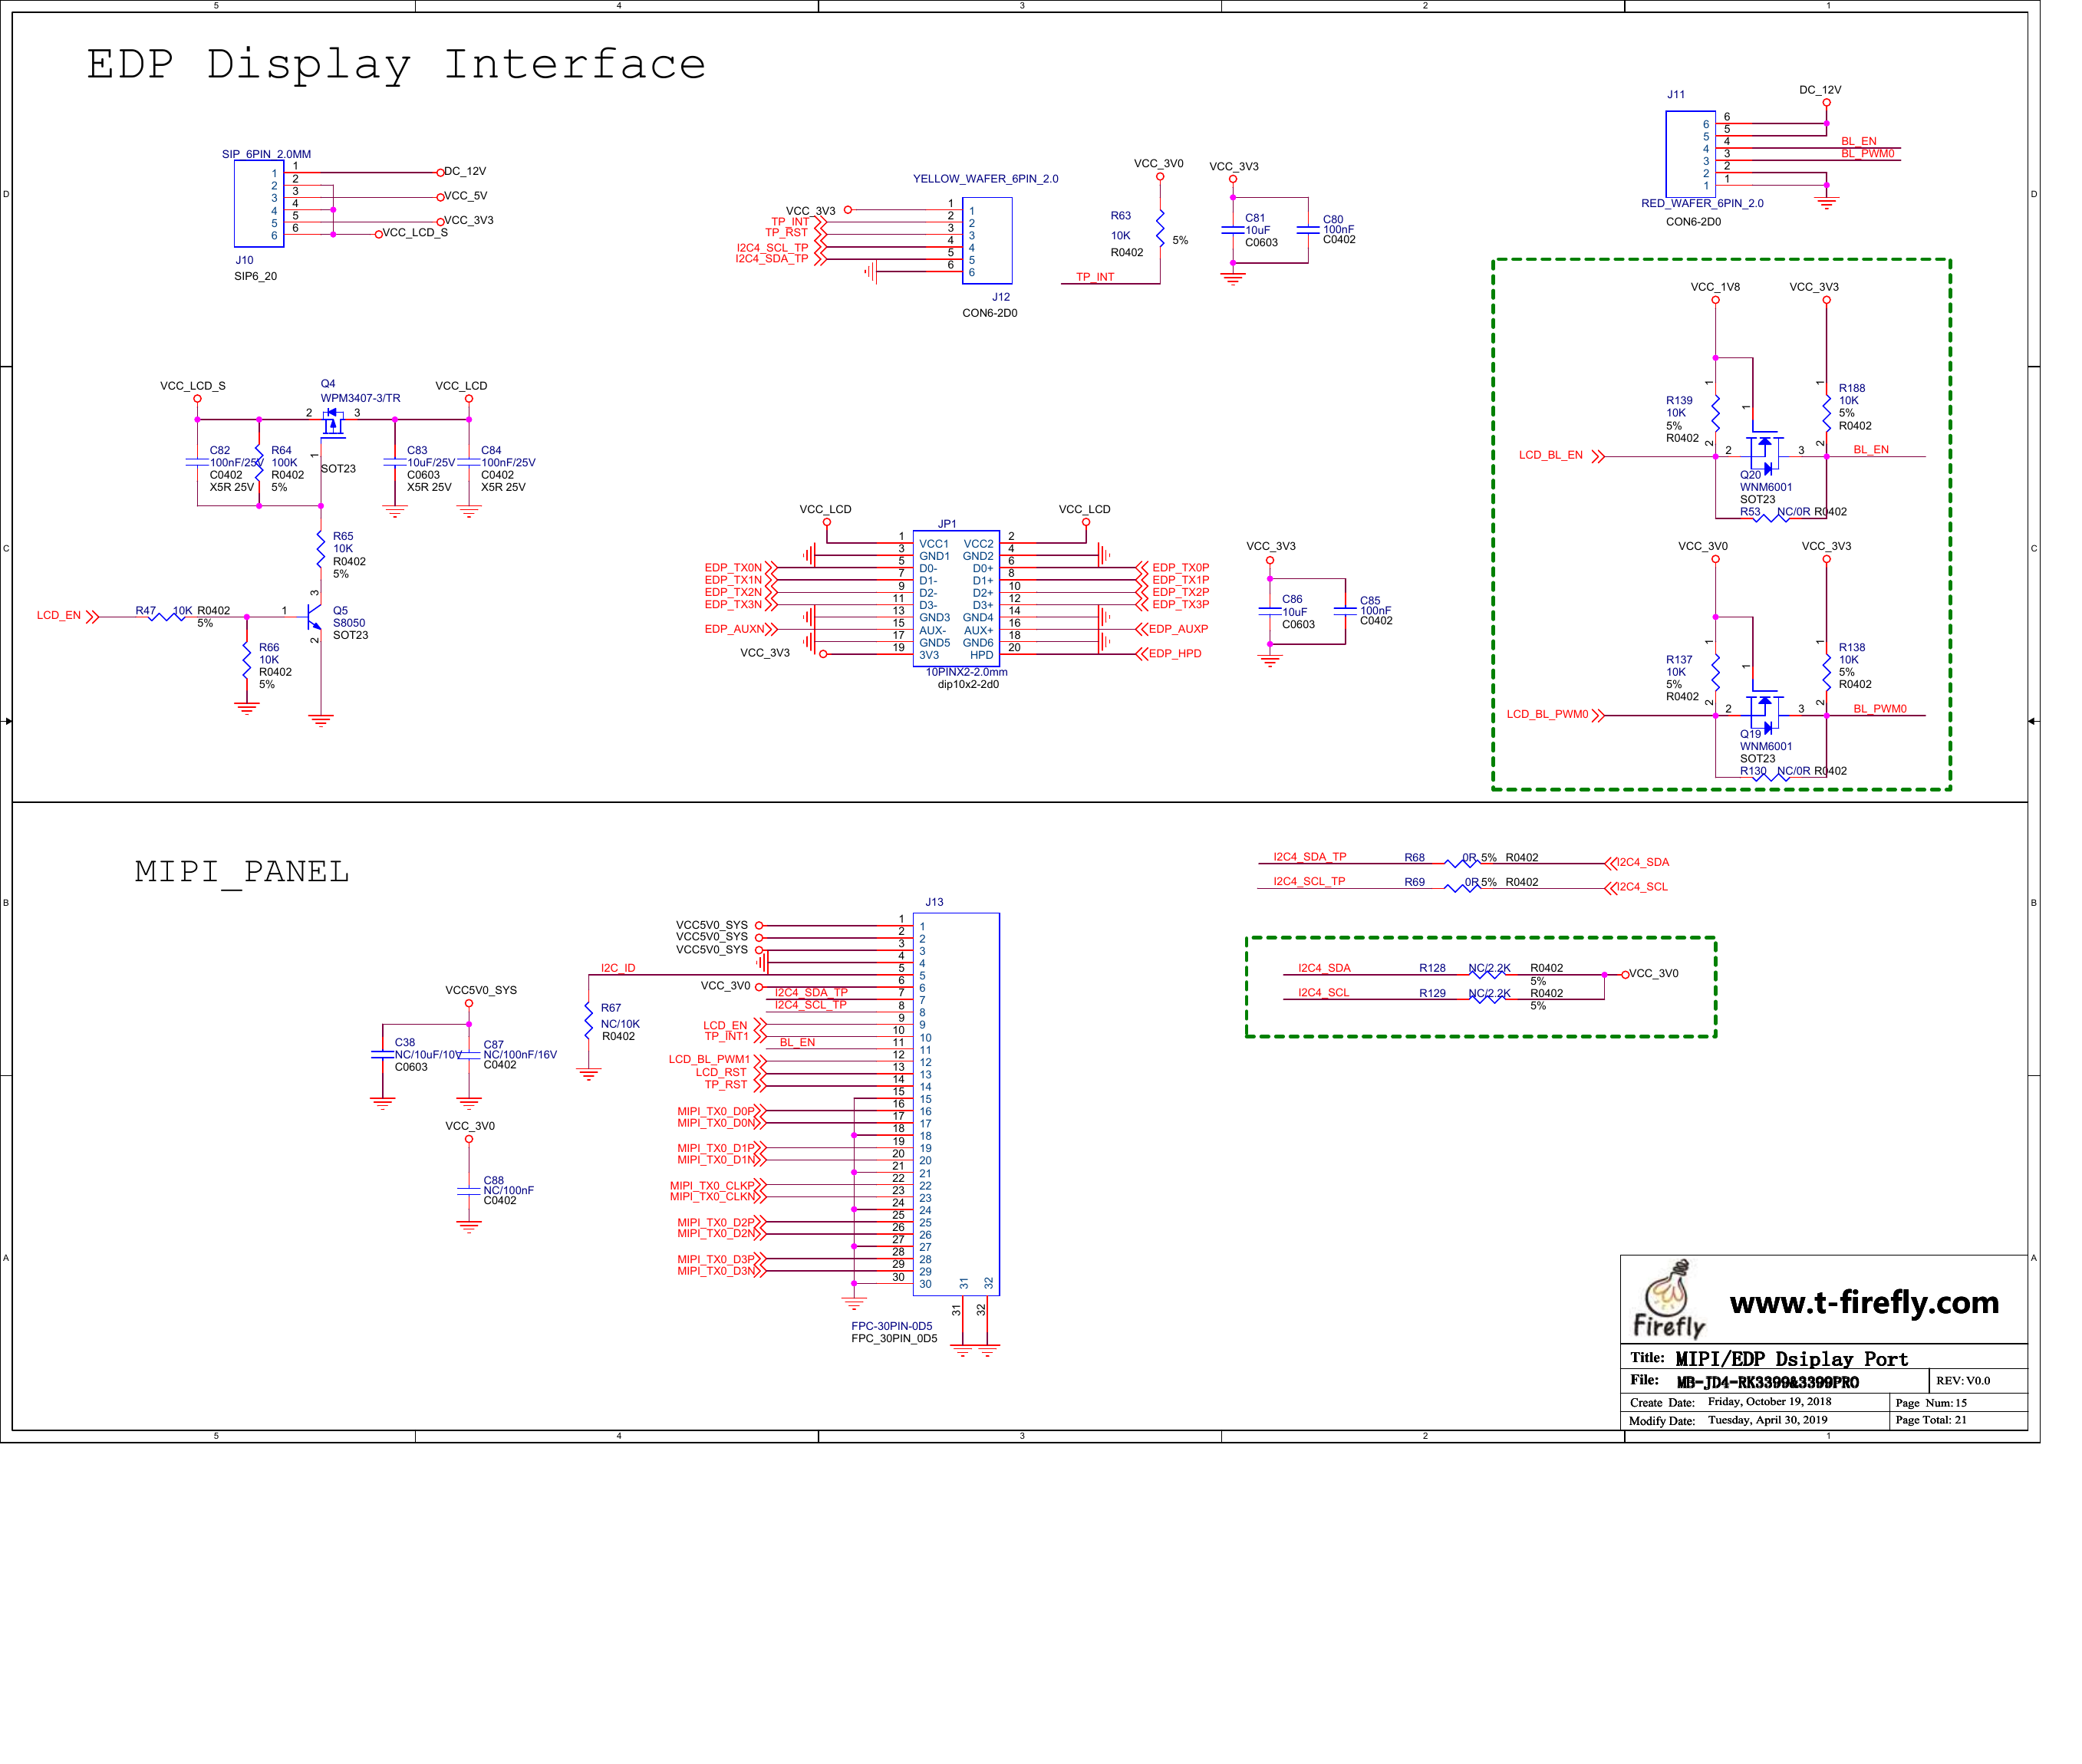 5 4 3 2 1
EDP Display Interface
D D
C C
B B
A A
SIP_6PIN_2.0MM
1 1 DC_12V
2 2
3 3 VCC_5V
4 4
5 5 VCC_3V3
6 6 VCC_LCD_S
J10
SIP6_20
YELLOW_WAFER_6PIN_2.0
VCC_3V3 1 1
TP_INT 2 2
TP_RST 3 3
I2C4_SCL_TP 4 4
I2C4_SDA_TP 5 5
6 6
J12
CON6-2D0
VCC_3V0
R63
10K 5%
R0402
TP_INT
VCC_3V3
C81
10uF
C0603
C80
100nF
C0402
J11
DC_12V
6 6
5 5
4 4 BL_EN
3 3 BL_PWM0
2 2
1 1
RED_WAFER_6PIN_2.0
CON6-2D0
VCC_LCD_S
Q4
WPM3407-3/TR
VCC_LCD
2 3
1
SOT23
C82
100nF/25V
C0402
X5R 25V
R64
100K
R0402
5%
C83
10uF/25V
C0603
X5R 25V
C84
100nF/25V
C0402
X5R 25V
R65
10K
R0402
5%
LCD_EN
R47 10K R0402
5%
1 3 2
Q5
S8050
SOT23
R66
10K
R0402
5%
VCC_LCD JP1 VCC_LCD
1 VCC1 VCC2 2
3 GND1 GND2 4
EDP_TX0N 5 D0- D0+ 6 EDP_TX0P
EDP_TX1N 7 D1- D1+ 8 EDP_TX1P
EDP_TX2N 9 D2- D2+ 10 EDP_TX2P
EDP_TX3N 11 D3- D3+ 12 EDP_TX3P
13 GND3 GND4 14
EDP_AUXN 15 AUX- AUX+ 16 EDP_AUXP
17 GND5 GND6 18
VCC_3V3 19 3V3 HPD 20 EDP_HPD
10PINX2-2.0mm
dip10x2-2d0
VCC_3V3
C86
10uF
C0603
C85
100nF
C0402
VCC_1V8 VCC_3V3
R139
10K
5%
R0402
1 2
1
R188
10K
5%
R0402
1 2
LCD_BL_EN 2 3 BL_EN
Q20
WNM6001
SOT23
R53 NC/0R R0402
VCC_3V0 VCC_3V3
R137
10K
5%
R0402
1 2
1
R138
10K
5%
R0402
1 2
LCD_BL_PWM0 2 3 BL_PWM0
Q19
WNM6001
SOT23
R130 NC/0R R0402
MIPI_PANEL
I2C4_SDA_TP R68 0R 5% R0402 I2C4_SDA
I2C4_SCL_TP R69 0R 5% R0402 I2C4_SCL
I2C4_SDA R128 NC/2.2K R0402 VCC_3V0
5%
I2C4_SCL R129 NC/2.2K R0402
5%
J13
VCC5V0_SYS 1 1
VCC5V0_SYS 2 2
VCC5V0_SYS 3 3
4 4
I2C_ID 5 5
VCC_3V0 6 6
I2C4_SDA_TP 7 7
I2C4_SCL_TP 8 8
LCD_EN 9 9
TP_INT1 10 10
BL_EN 11 11
LCD_BL_PWM1 12 12
LCD_RST 13 13
TP_RST 14 14
15 15
MIPI_TX0_D0P 16 16
MIPI_TX0_D0N 17 17
18 18
MIPI_TX0_D1P 19 19
MIPI_TX0_D1N 20 20
21 21
MIPI_TX0_CLKP 22 22
MIPI_TX0_CLKN 23 23
24 24
MIPI_TX0_D2P 25 25
MIPI_TX0_D2N 26 26
27 27
MIPI_TX0_D3P 28 28
MIPI_TX0_D3N 29 29
30 30
31 32
31 32
FPC-30PIN-0D5
FPC_30PIN_0D5
R67
NC/10K
R0402
VCC5V0_SYS
C38
NC/10uF/10V
C0603
C87
NC/100nF/16V
C0402
VCC_3V0
C88
NC/100nF
C0402
Firefly
www.t-firefly.com
Title: MIPI/EDP Dsiplay Port
File: MB-JD4-RK3399&3399PRO REV: V0.0
Create Date: Friday, October 19, 2018 Page Num: 15
Modify Date: Tuesday, April 30, 2019 Page Total: 21
5 4 3 2 1